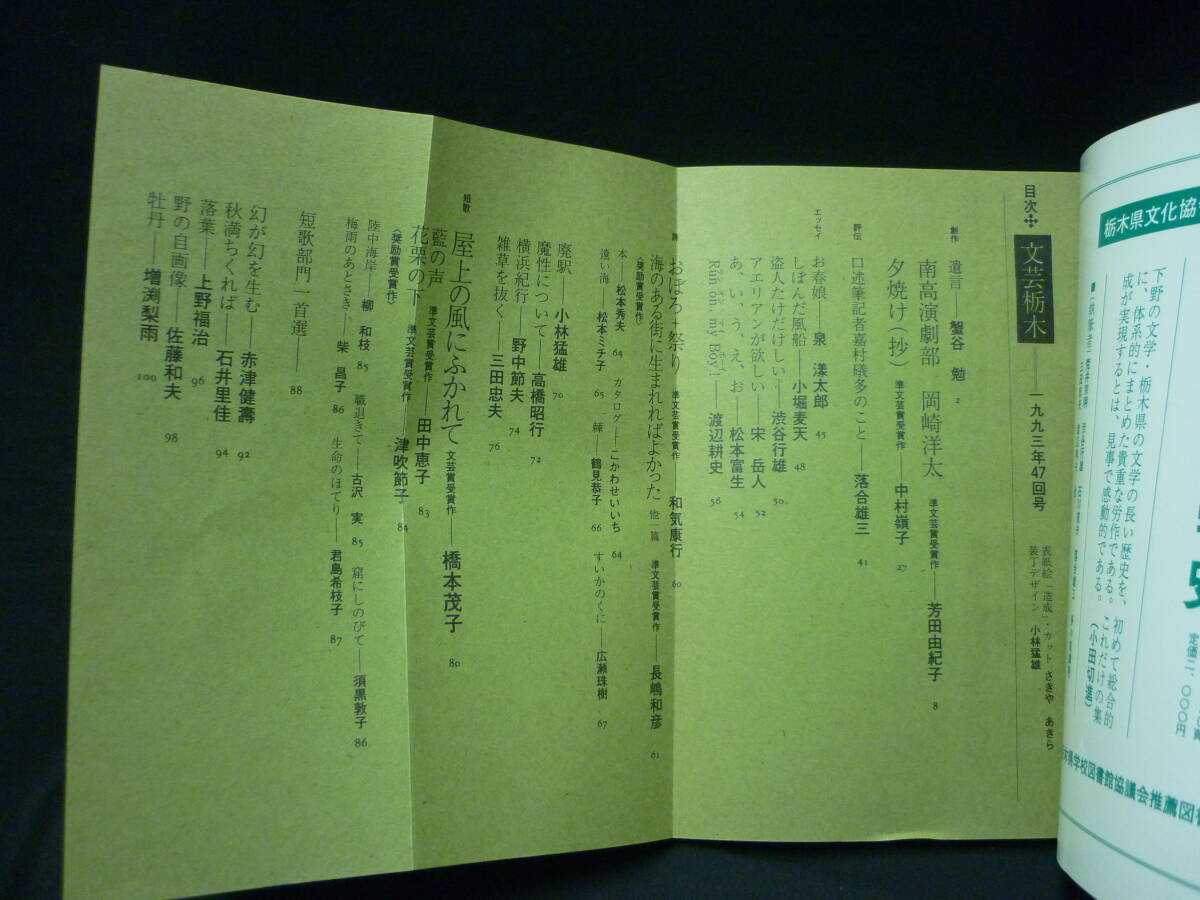 目次 文芸栃木――一九九三年47回号
表紙絵「造成」・カット さきや あきら
装丁デザイン 小林猛雄
創作 遺言――蟹谷 勉 2
南高演劇部 岡崎洋太 準文芸賞受賞作――芳田由紀子 8
夕焼け(抄) 準文芸賞受賞作――中村嶺子 27
評伝 口述筆記者嘉村礒多のこと――落合雄三 41
エッセイ お春娘――泉 漾太郎 45
しぼんだ風船――小堀麦天 48
盗人たけだけしい――渋谷行雄 50
アエリアンが欲しい――宋 岳人 52
あ、い、う、え、お――松本富生 54
Run on, my Boy!――渡辺耕史 56
詩 おぼろ+祭り 準文芸賞受賞作――和気康行 60
海のある街に生まれればよかった 他一篇 準文芸賞受賞作――長嶋和彦 61
〈奨励賞受賞作〉
本――松本秀夫 64 カタログ――こかわせいいち 64
遠い海――松本ミチ子 65 棘――鶴見恭子 66 すいかのくに――広瀬珠樹 67
廃駅――小林猛雄 70
魔性について――高橋昭行 72
横浜紀行――野中節夫 74
雑草を抜く――三田忠夫 76
短歌 屋上の風にふかれて 文芸賞受賞作――橋本茂子 80
藍の声 準文芸賞受賞作――田中恵子 83
花栗の下 準文芸賞受賞作――津吹節子 84
〈奨励賞受賞作〉
陸中海岸――柳 和枝 85 職退きて――古沢 実 85 窟にしのびて――須黒敦子 86
梅雨のあとさき――柴 昌子 86 生命のほてり――君島希枝子 87
短歌部門一首選―― 88
幻が幻を生む――赤津健壽 92
秋満ちくれば――石井里佳 94
落葉――上野福治 96
野の自画像――佐藤和夫 98
牡丹――増渕梨雨 100
栃木県文化協
下野の文学・栃木県の文学の長い歴史を、初めて総合的
に、体系的にまとめた貴重な労作である。これだけの集
成が実現するとは、見事で感動的である。(小田切進)
定価二、〇〇〇円
木県学校図書館協議会推薦図書